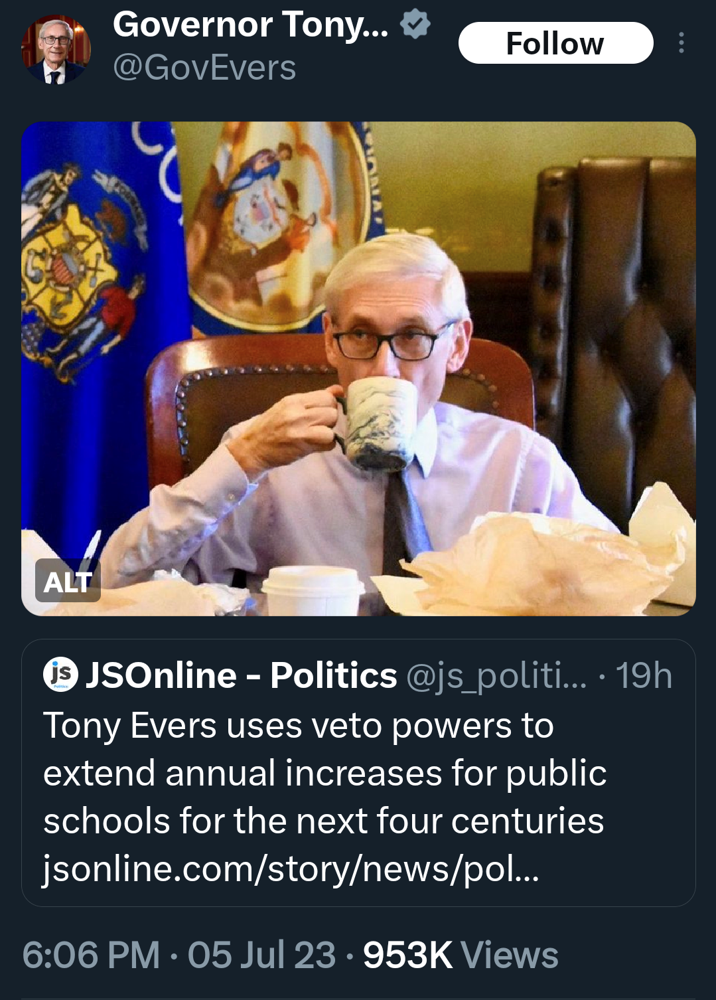 Governor Tony...
@GovEvers
Follow
ALT
js
JSOnline - Politics @js_politi... · 19h
Tony Evers uses veto powers to
extend annual increases for public
schools for the next four centuries
jsonline.com/story/news/pol...
6:06 PM · 05 Jul 23 · 953K Views